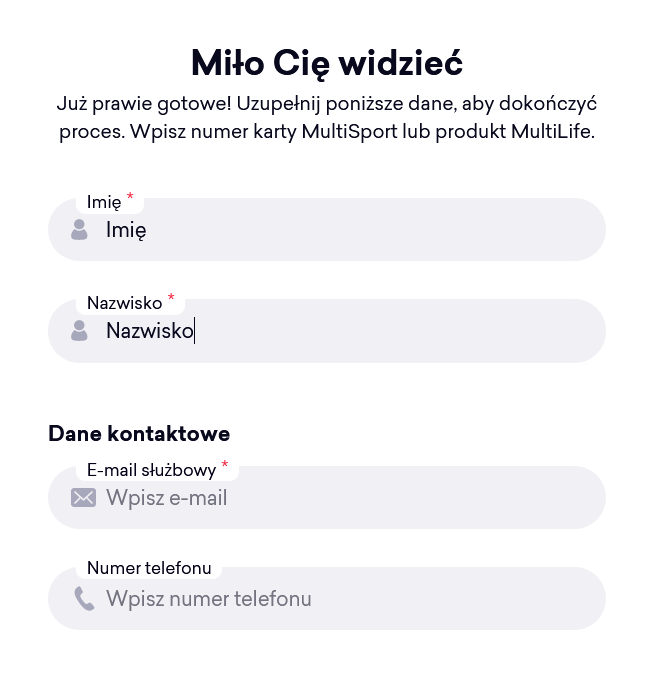 Miło Cię widzieć
Już prawie gotowe! Uzupełnij poniższe dane, aby dokończyć
proces. Wpisz numer karty MultiSport lub produkt MultiLife.
Imię *
Imię
Nazwisko *
Nazwisko
Dane kontaktowe
E-mail służbowy *
Wpisz e-mail
Numer telefonu
Wpisz numer telefonu